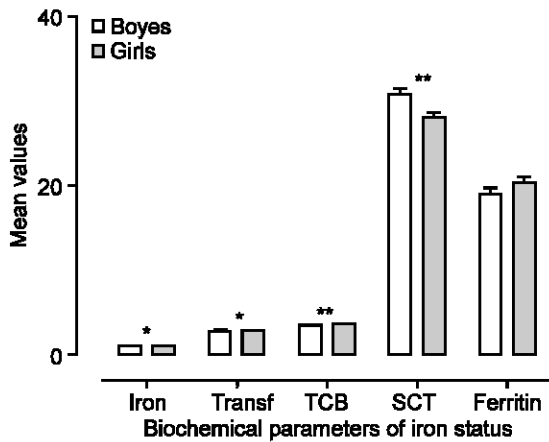 40
Boyes
Girls
**
Mean values
20
*
*
**
0
Iron Transf TCB SCT Ferritin
Biochemical parameters of iron status